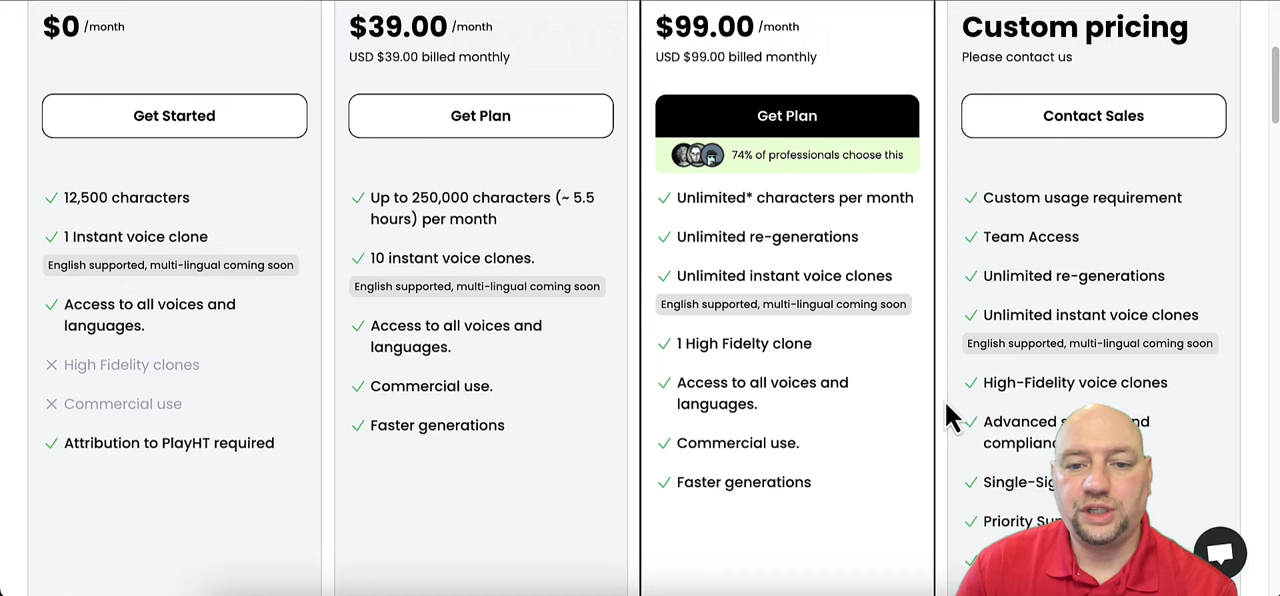 $0 /month
Get Started
12,500 characters
1 Instant voice clone
English supported, multi-lingual coming soon
Access to all voices and
languages.
High Fidelity clones
Commercial use
Attribution to PlayHT required
$39.00 /month
USD $39.00 billed monthly
Get Plan
Up to 250,000 characters (~ 5.5
hours) per month
10 instant voice clones.
English supported, multi-lingual coming soon
Access to all voices and
languages.
Commercial use.
Faster generations
$99.00 /month
USD $99.00 billed monthly
Get Plan
74% of professionals choose this
Unlimited* characters per month
Unlimited re-generations
Unlimited instant voice clones
English supported, multi-lingual coming soon
1 High Fidelty clone
Access to all voices and
languages.
Commercial use.
Faster generations
Custom pricing
Please contact us
Contact Sales
Custom usage requirement
Team Access
Unlimited re-generations
Unlimited instant voice clones
English supported, multi-lingual coming soon
High-Fidelity voice clones
Advanced
Priority